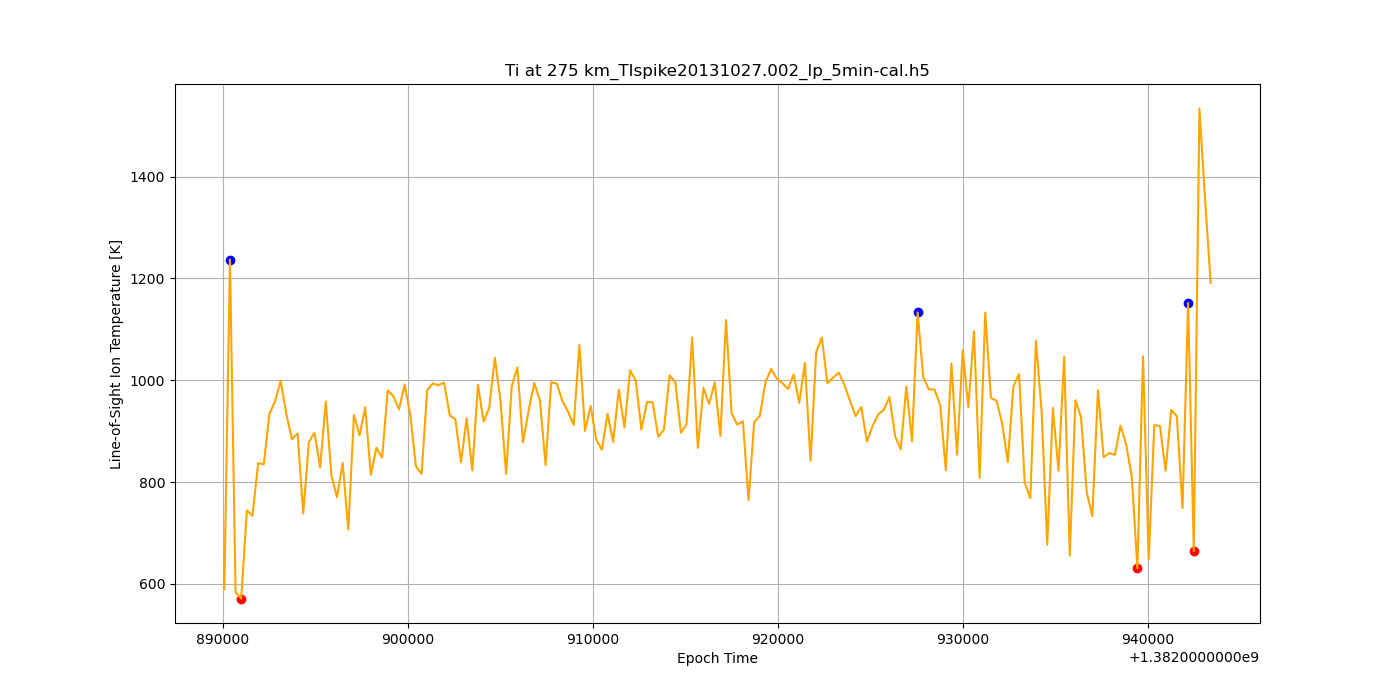 Ti at 275 km_TIspike20131027.002_lp_5min-cal.h5
Line-of-Sight Ion Temperature [K]
1400
1200
1000
800
600
890000 900000 910000 920000 930000 940000
Epoch Time
+1.3820000000e9